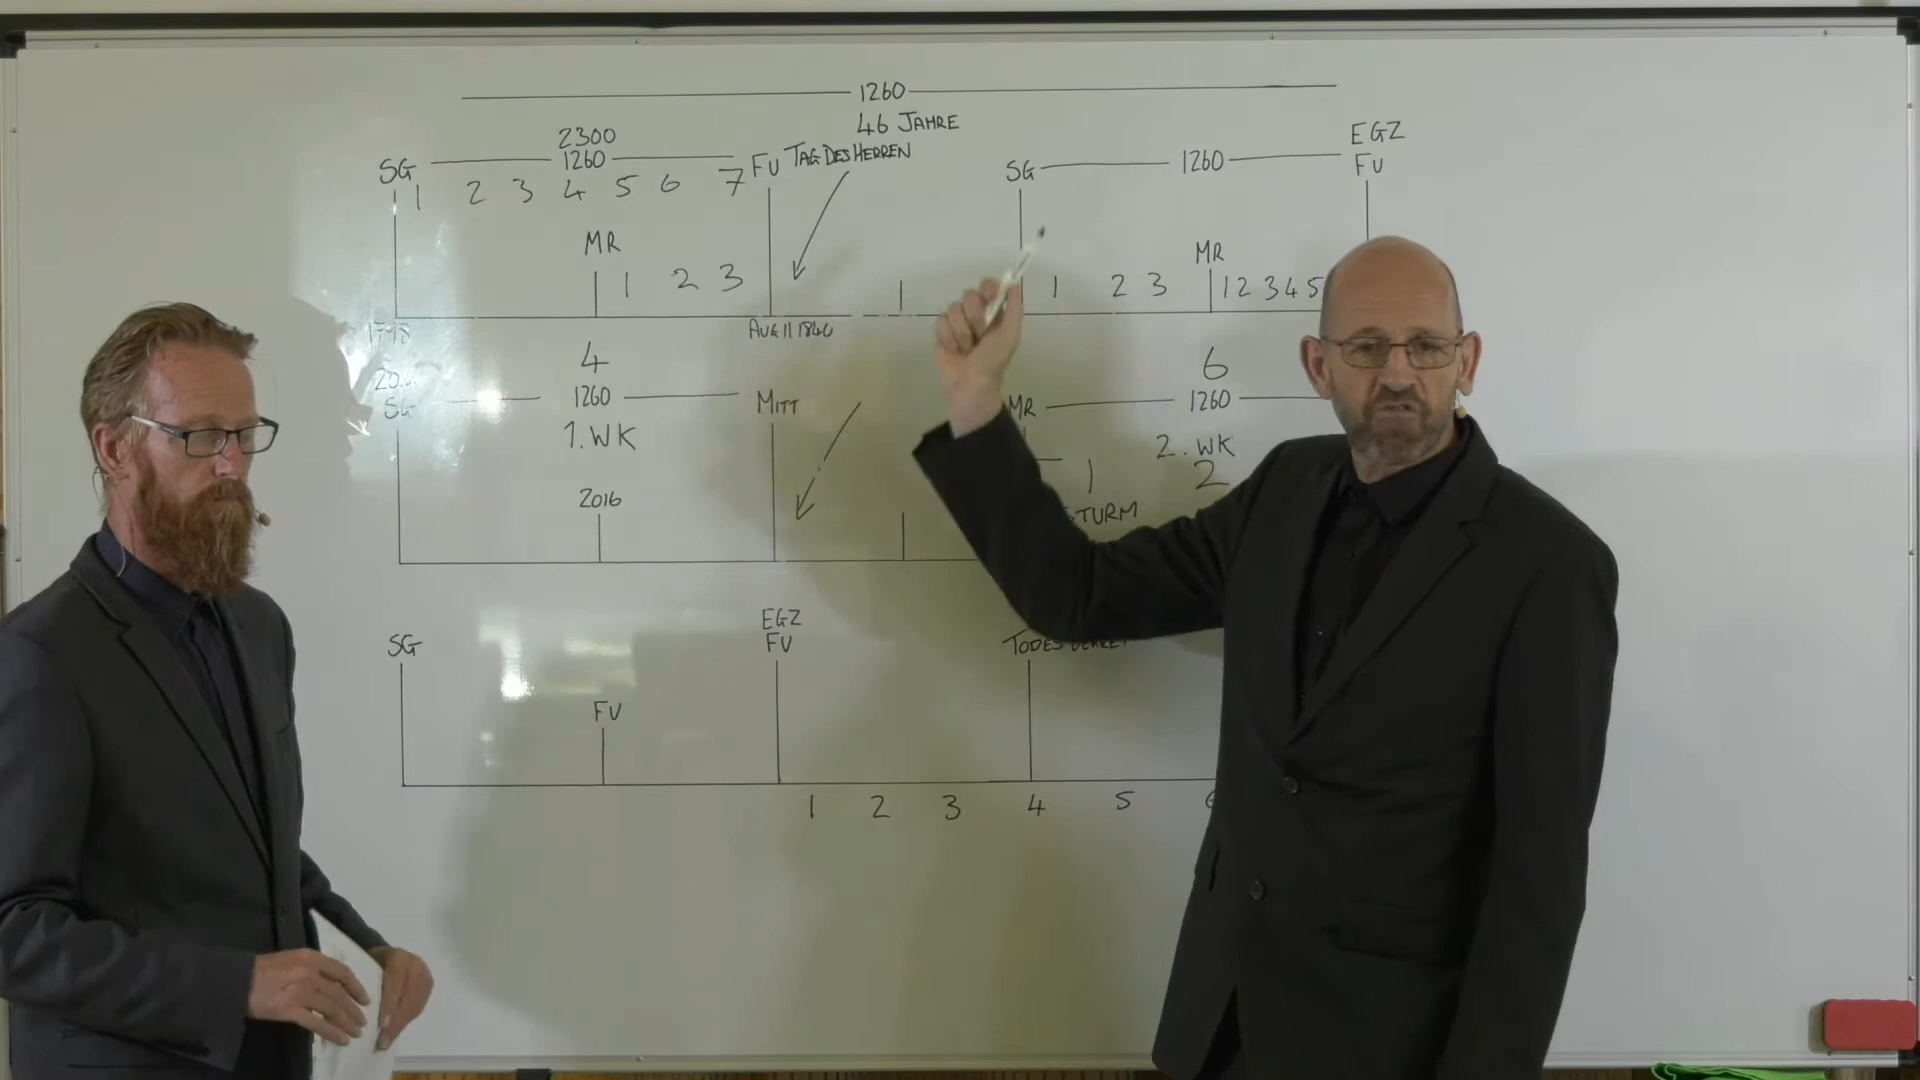 1260
46 JAHRE
2300
1260
SG
FV
TAG DES HERREN
SG
1260
EGZ
FV
1 2 3 4 5 6 7
MR
1 2 3
1 2 3
MR
1 2 3 4 5
AUG 11 1840
4
6
SG
1260
MITT
MR
1260
1. WK
2. WK
1
2
2016
STURM
SG
EGZ
FV
FV
1 2 3 4 5